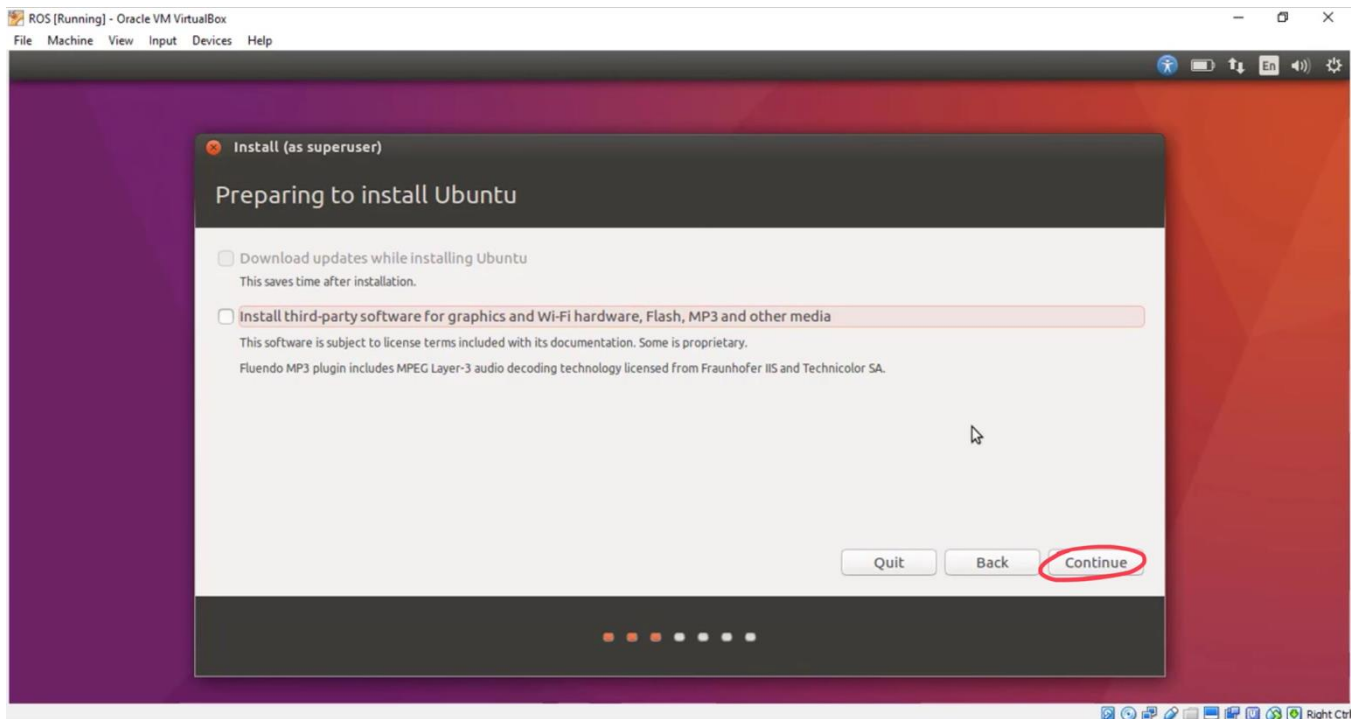 ROS [Running] - Oracle VM VirtualBox
File Machine View Input Devices Help
En
Install (as superuser)
Preparing to install Ubuntu
Download updates while installing Ubuntu
This saves time after installation.
Install third-party software for graphics and Wi-Fi hardware, Flash, MP3 and other media
This software is subject to license terms included with its documentation. Some is proprietary.
Fluendo MP3 plugin includes MPEG Layer-3 audio decoding technology licensed from Fraunhofer IIS and Technicolor SA.
Quit Back Continue
Right Ctrl